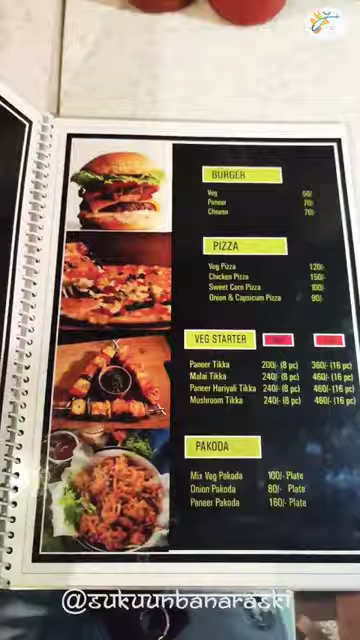 BURGER
Veg 50/-
Paneer 70/-
Cheese 70/-
PIZZA
Veg Pizza 120/-
Chicken Pizza 150/-
Sweet Corn Pizza 100/-
Onion & Capsicum Pizza 90/-
VEG STARTER
Paneer Tikka 200/- (8 pc) 360/- (16 pc)
Malai Tikka 240/- (8 pc) 460/- (16 pc)
Paneer Hariyali Tikka 240/- (8 pc) 460/- (16 pc)
Mushroom Tikka 240/- (8 pc) 460/- (16 pc)
PAKODA
Mix Veg Pakoda 100/- Plate
Onion Pakoda 80/- Plate
Paneer Pakoda 160/- Plate
@sukuunbanaraski